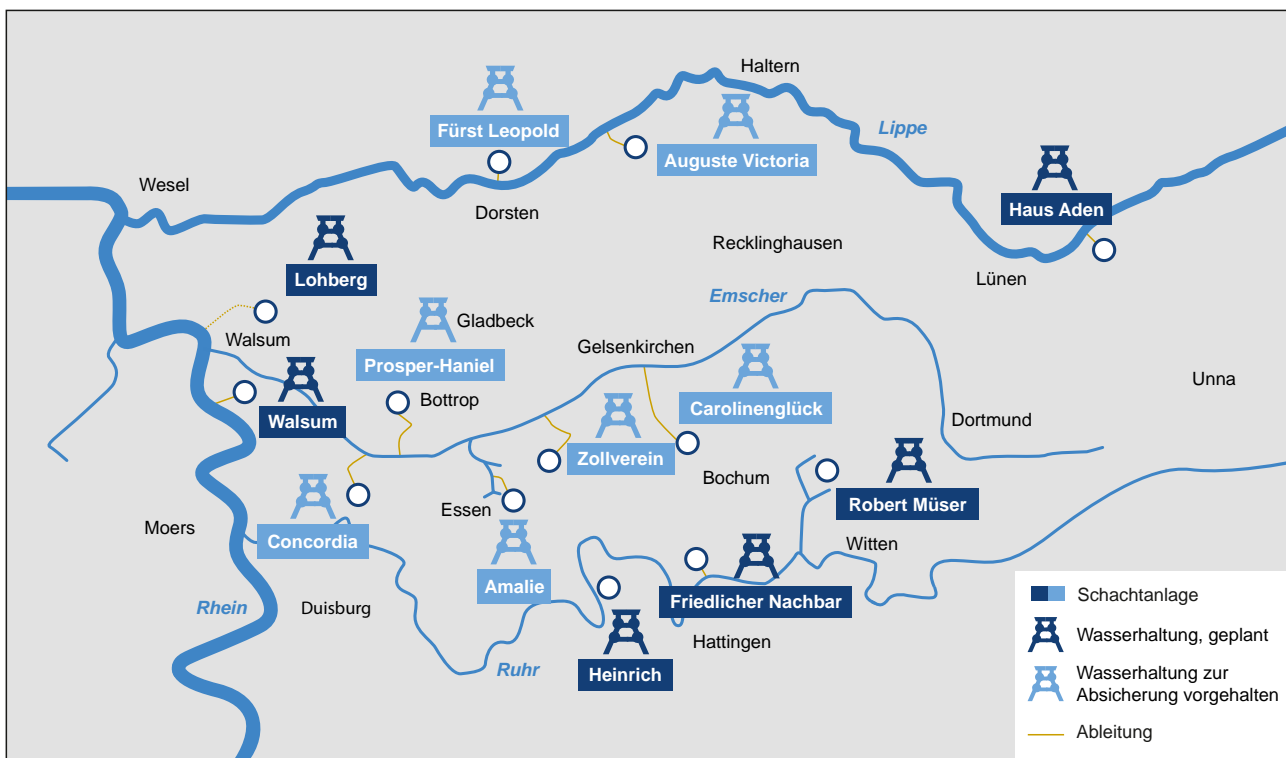 Haltern
Fürst Leopold
Lippe
Auguste Victoria
Wesel
Haus Aden
Dorsten
Recklinghausen
Lohberg
Lünen
Emscher
Gladbeck
Walsum
Gelsenkirchen
Prosper-Haniel
Unna
Bottrop
Carolinenglück
Walsum
Dortmund
Zollverein
Bochum
Robert Müser
Essen
Moers
Concordia
Witten
Amalie
Friedlicher Nachbar
Rhein
Duisburg
Hattingen
Ruhr
Heinrich
Schachtanlage
Wasserhaltung, geplant
Wasserhaltung zur
Absicherung vorgehalten
Ableitung